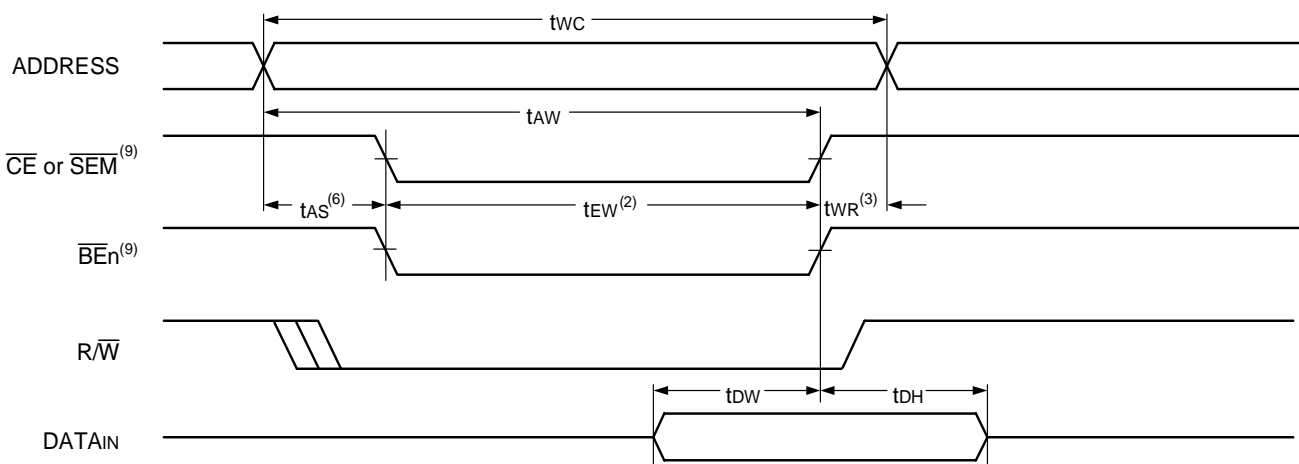 tWC
ADDRESS
tAW
CE or SEM(9)
tAS(6)
tEW(2)
tWR(3)
BEn(9)
R/W
tDW
tDH
DATAIN